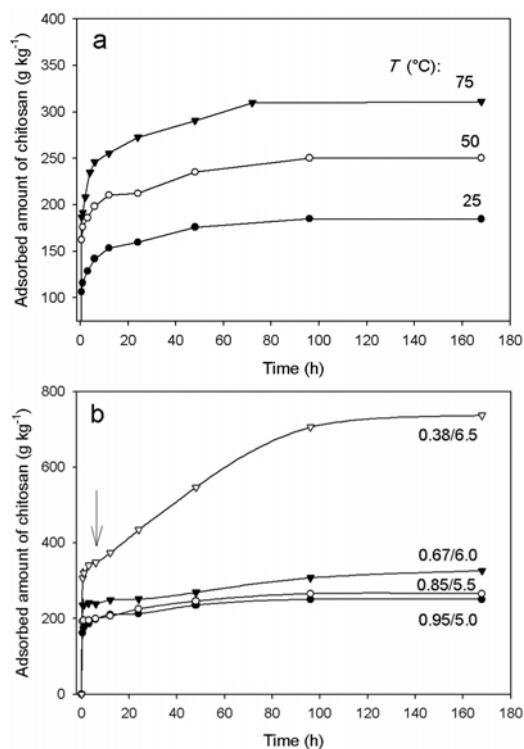 400
a
T (°C):
350
75
300
50
250
200
25
150
100
Adsorbed amount of chitosan (g kg⁻¹)
0 20 40 60 80 100 120 140 160 180
Time (h)
800
b
0.38/6.5
600
400
0.67/6.0
0.85/5.5
200
0.95/5.0
0
Adsorbed amount of chitosan (g kg⁻¹)
0 20 40 60 80 100 120 140 160 180
Time (h)